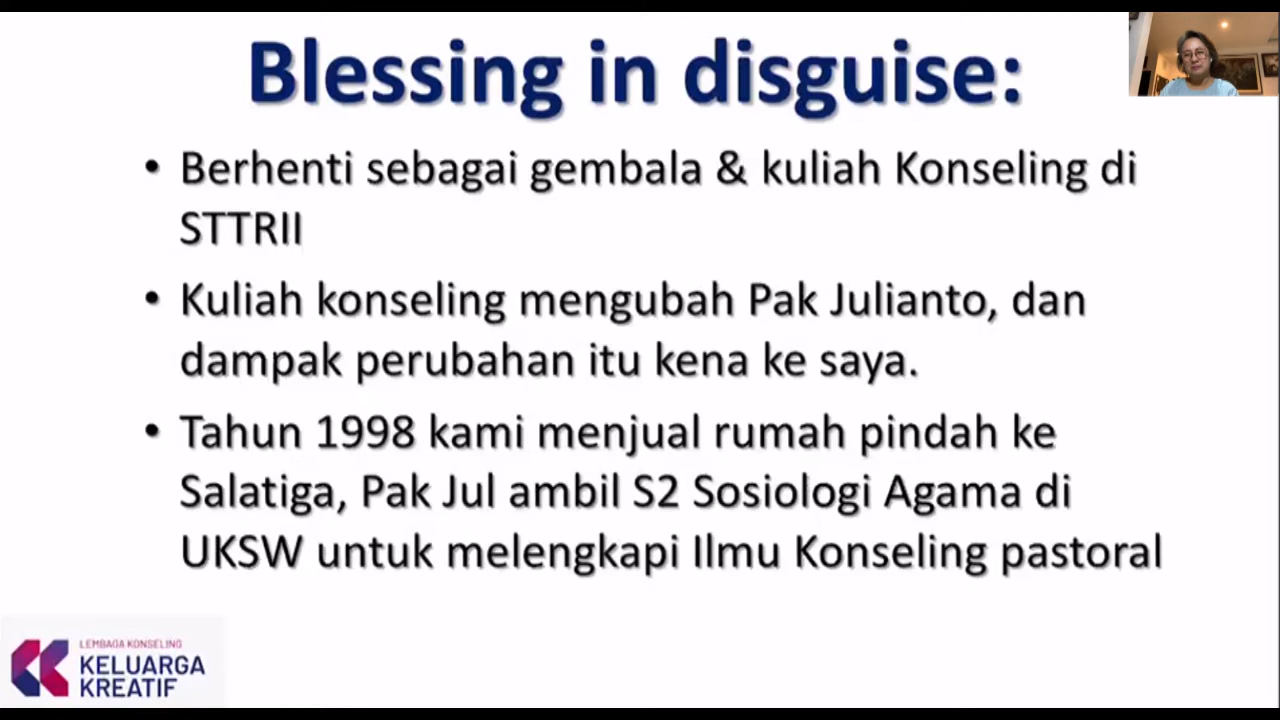 Blessing in disguise:
• Berhenti sebagai gembala & kuliah Konseling di
STTRII
• Kuliah konseling mengubah Pak Julianto, dan
dampak perubahan itu kena ke saya.
• Tahun 1998 kami menjual rumah pindah ke
Salatiga, Pak Jul ambil S2 Sosiologi Agama di
UKSW untuk melengkapi Ilmu Konseling pastoral
LEMBAGA KONSELING
KELUARGA
KREATIF